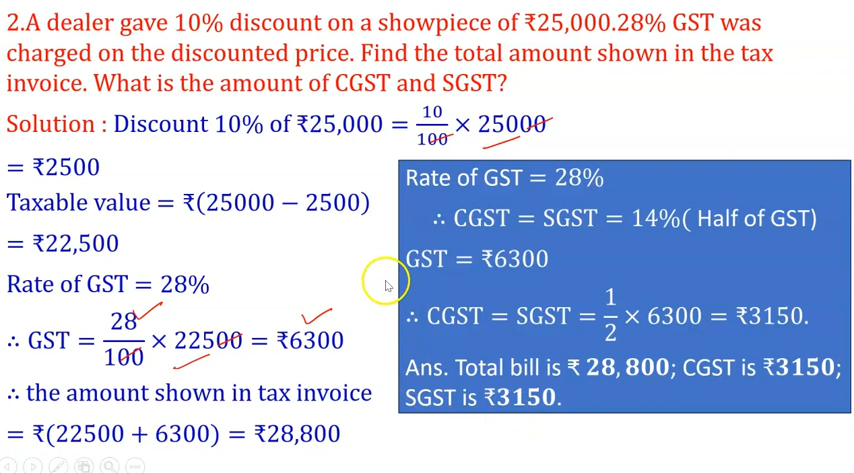 2.A dealer gave 10% discount on a showpiece of ₹25,000.28% GST was
charged on the discounted price. Find the total amount shown in the tax
invoice. What is the amount of CGST and SGST?
Solution : Discount 10% of ₹25,000 = 10/100 × 25000
= ₹2500
Taxable value = ₹(25000 − 2500)
= ₹22,500
Rate of GST = 28%
∴ GST = 28/100 × 22500 = ₹6300
∴ the amount shown in tax invoice
= ₹(22500 + 6300) = ₹28,800
Rate of GST = 28%
∴ CGST = SGST = 14%( Half of GST)
GST = ₹6300
∴ CGST = SGST = 1/2 × 6300 = ₹3150.
Ans. Total bill is ₹ 28,800; CGST is ₹3150;
SGST is ₹3150.